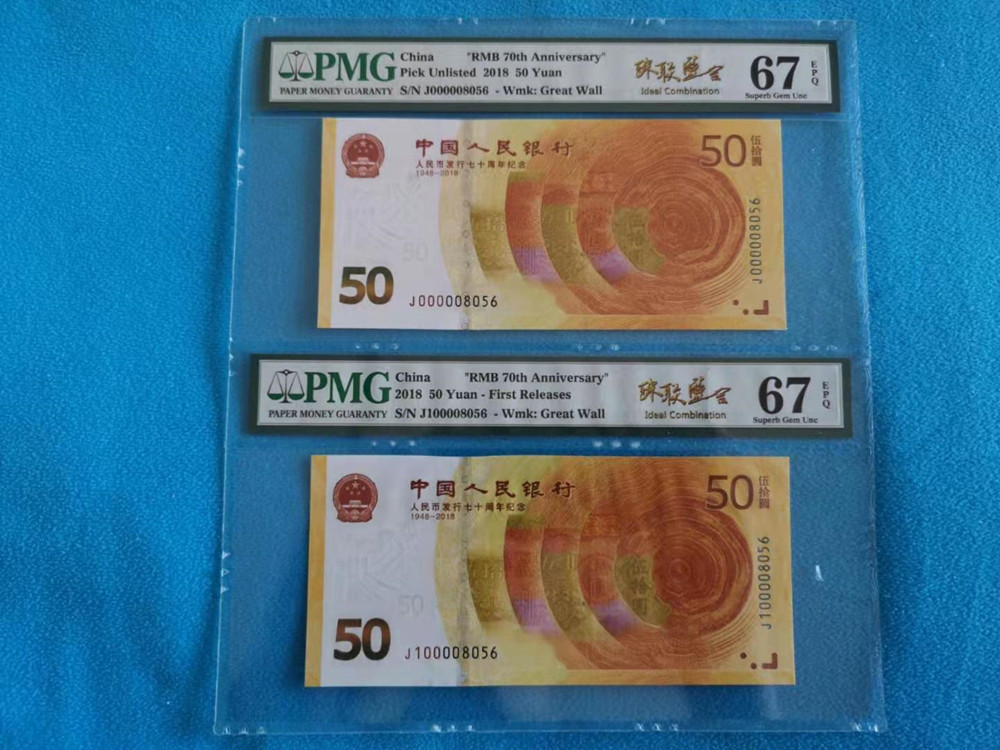 PMG
PAPER MONEY GUARANTY
China "RMB 70th Anniversary"
Pick Unlisted 2018 50 Yuan
S/N J000008056 - Wmk: Great Wall
珠联璧合
Ideal Combination
67 EPQ
Superb Gem Unc
中国人民银行
人民币发行七十周年纪念
1948-2018
50 伍拾圆
J000008056
50
50 J000008056
PMG
PAPER MONEY GUARANTY
China "RMB 70th Anniversary"
2018 50 Yuan - First Releases
S/N J100008056 - Wmk: Great Wall
珠联璧合
Ideal Combination
67 EPQ
Superb Gem Unc
中国人民银行
人民币发行七十周年纪念
1948-2018
50 伍拾圆
伍拾圆
J100008056
50
50 J100008056